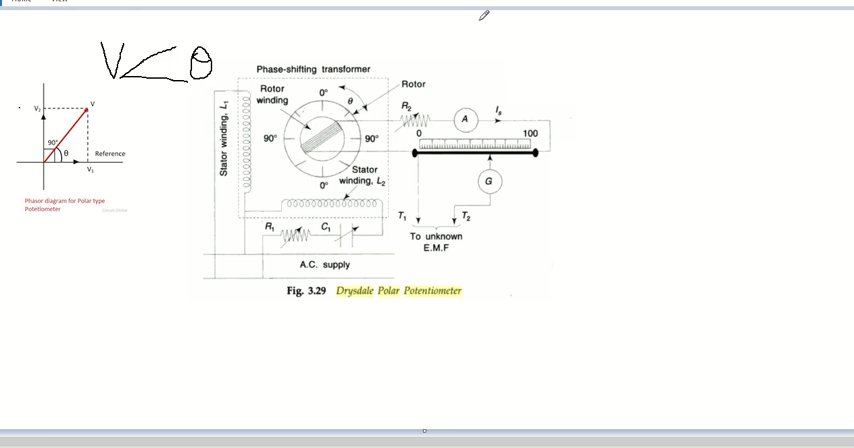 V∠θ
Phase-shifting transformer
Rotor winding
Rotor
0°
θ
90°
90°
0°
Stator winding, L₁
Stator winding, L₂
R₂
A
Iₛ
0
100
G
T₁
T₂
To unknown
E.M.F
R₁
C₁
A.C. supply
Fig. 3.29 Drysdale Polar Potentiometer
V₂
V
90°
θ
Reference
V₁
Phasor diagram for Polar type
Potetiometer